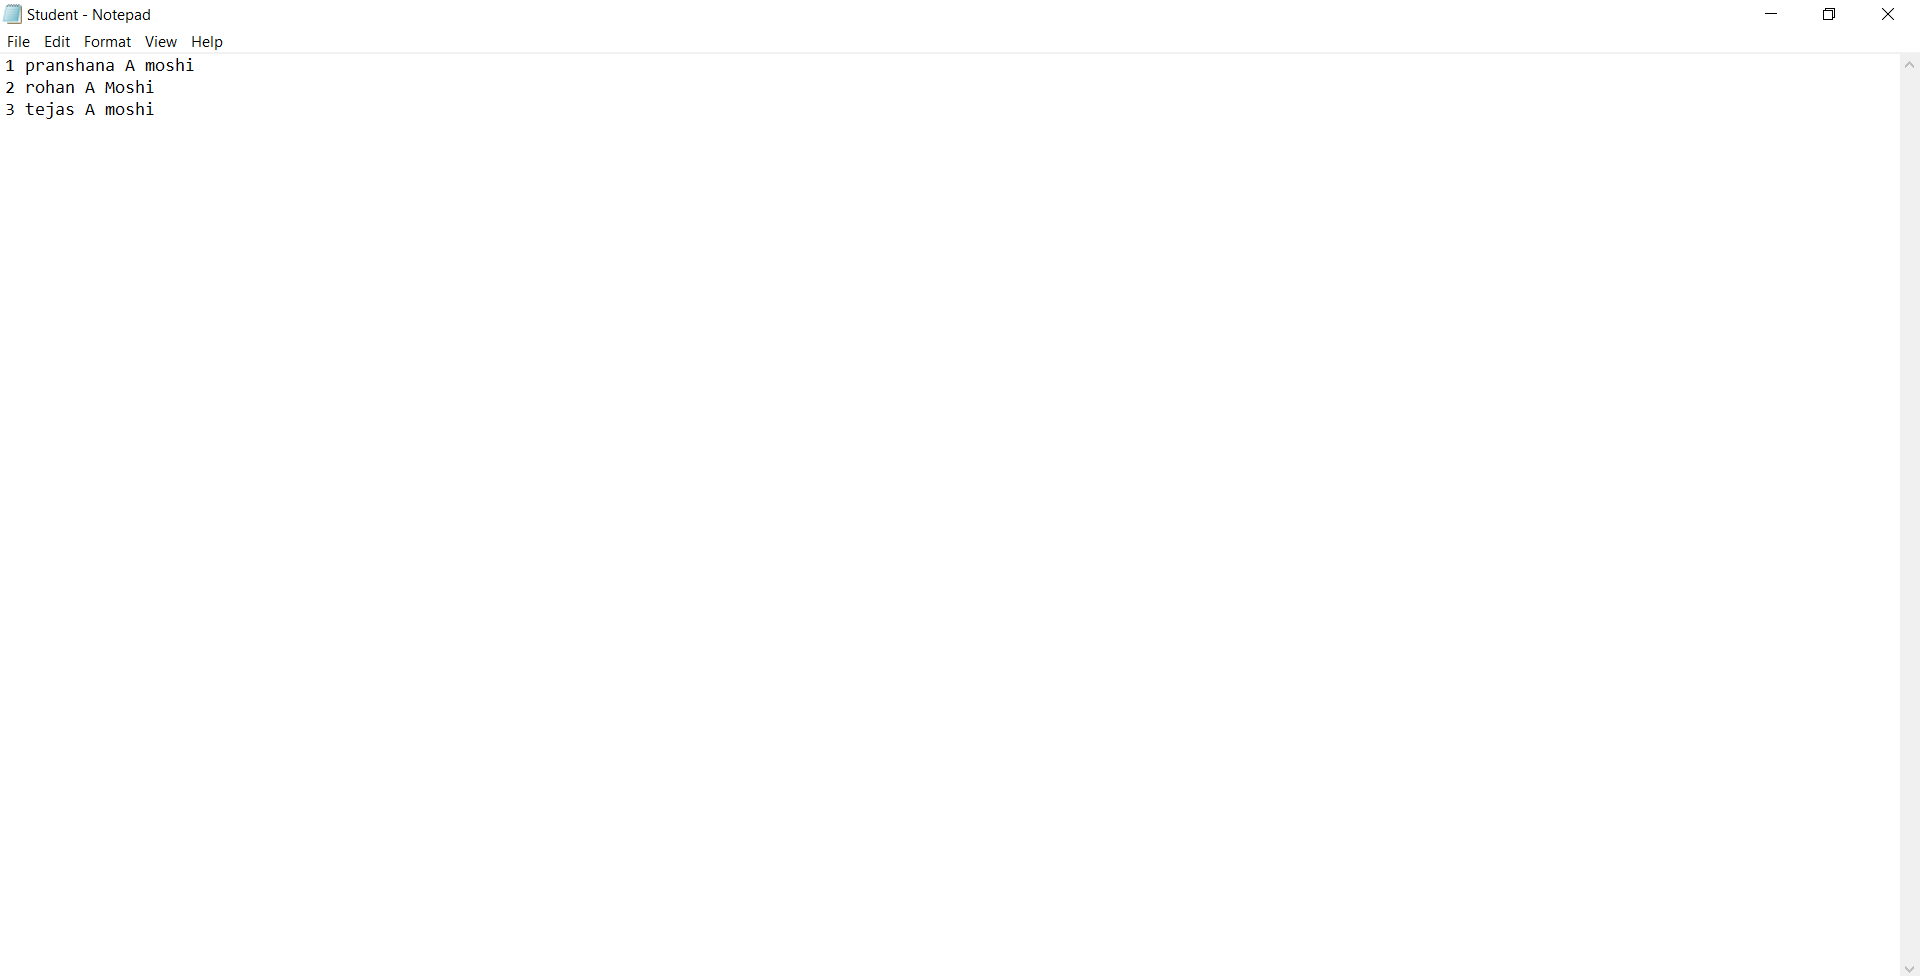 Student - Notepad
File Edit Format View Help
1 pranshana A moshi
2 rohan A Moshi
3 tejas A moshi